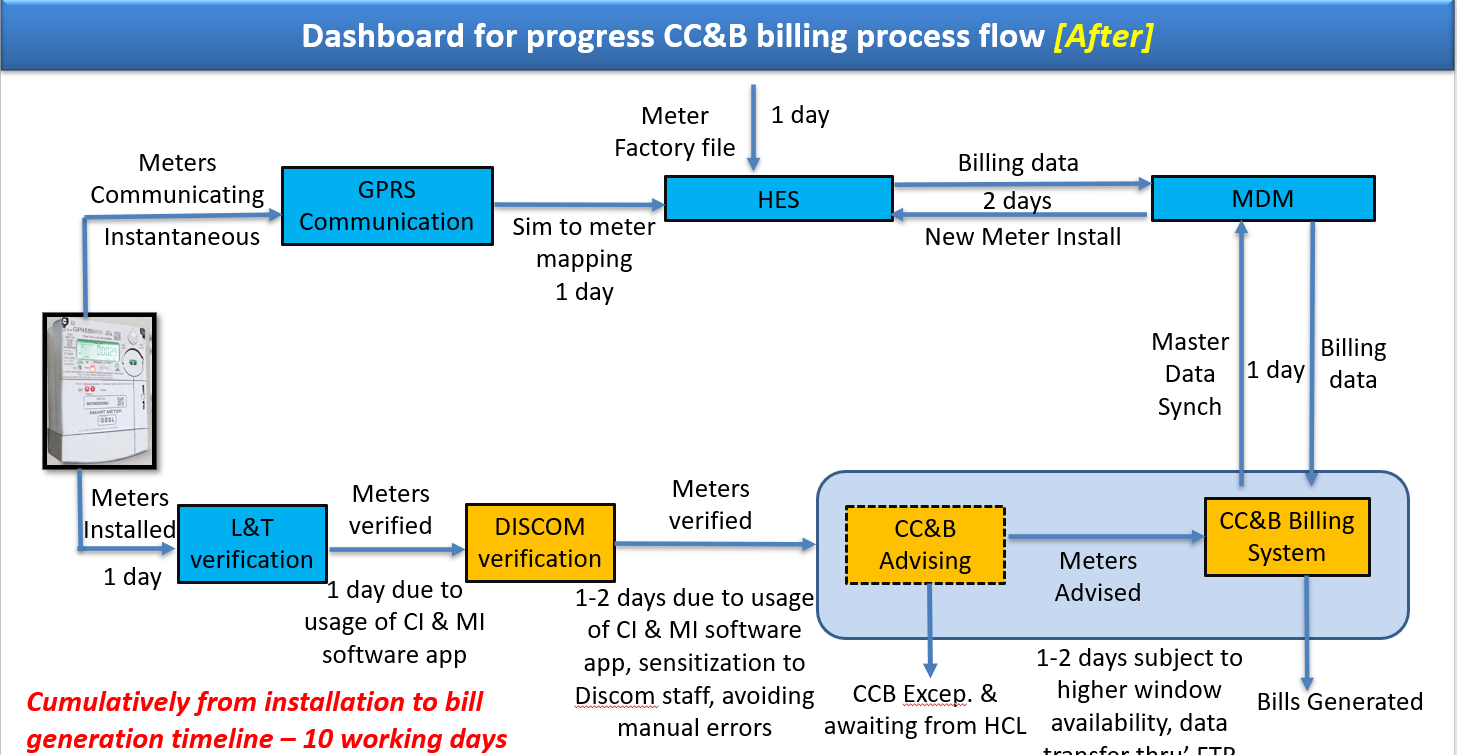 Dashboard for progress CC&B billing process flow [After]
Meter
Factory file
1 day
Meters
Communicating
Instantaneous
GPRS
Communication
Sim to meter
mapping
1 day
HES
Billing data
2 days
New Meter Install
MDM
Master
Data
Synch
1 day
Billing
data
SMART METER
Meters
Installed
1 day
L&T
verification
Meters
verified
1 day due to
usage of CI & MI
software app
DISCOM
verification
Meters
verified
1-2 days due to usage
of CI & MI software
app, sensitization to
Discom staff, avoiding
manual errors
CC&B
Advising
Meters
Advised
CC&B Billing
System
CCB Excep. &
awaiting from HCL
1-2 days subject to
higher window
availability, data
transfer thru' FTP
Bills Generated
Cumulatively from installation to bill
generation timeline – 10 working days